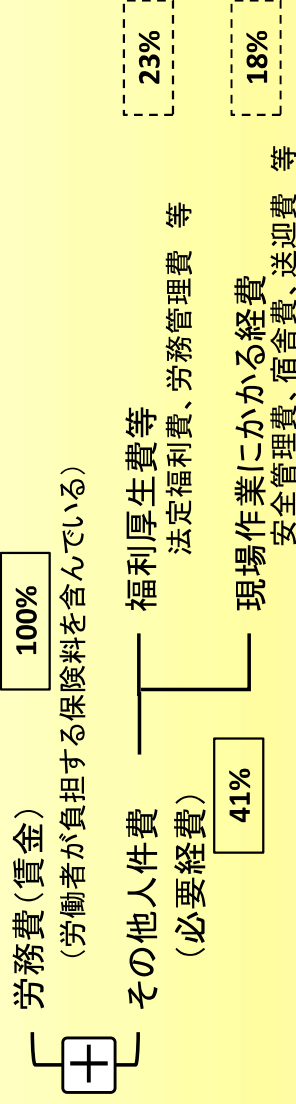 労務費(賃金)
100%
(労働者が負担する保険料を含んでいる)
+
その他人件費
(必要経費)
41%
福利厚生費等
23%
法定福利費、労務管理費 等
現場作業にかかる経費
18%
安全管理費、宿舎費、送迎費 等